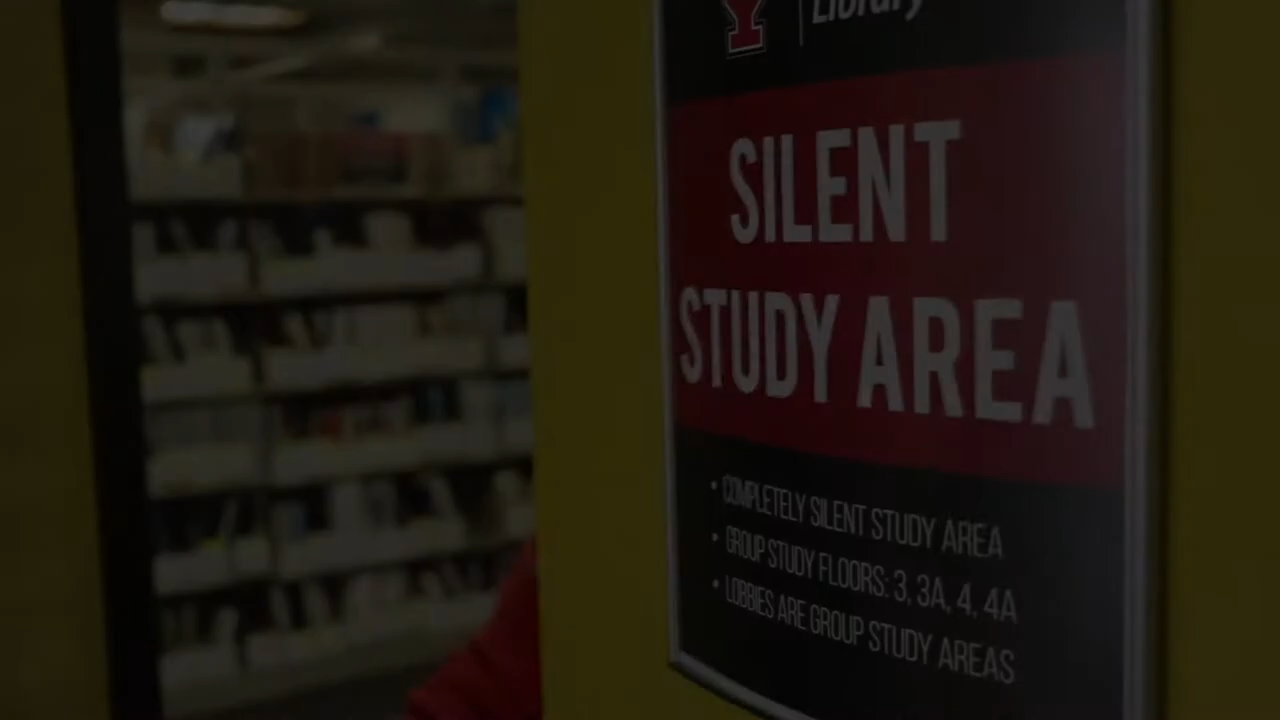 Y Library
SILENT
STUDY AREA
• COMPLETELY SILENT STUDY AREA
• GROUP STUDY FLOORS: 3, 3A, 4, 4A
• LOBBIES ARE GROUP STUDY AREAS